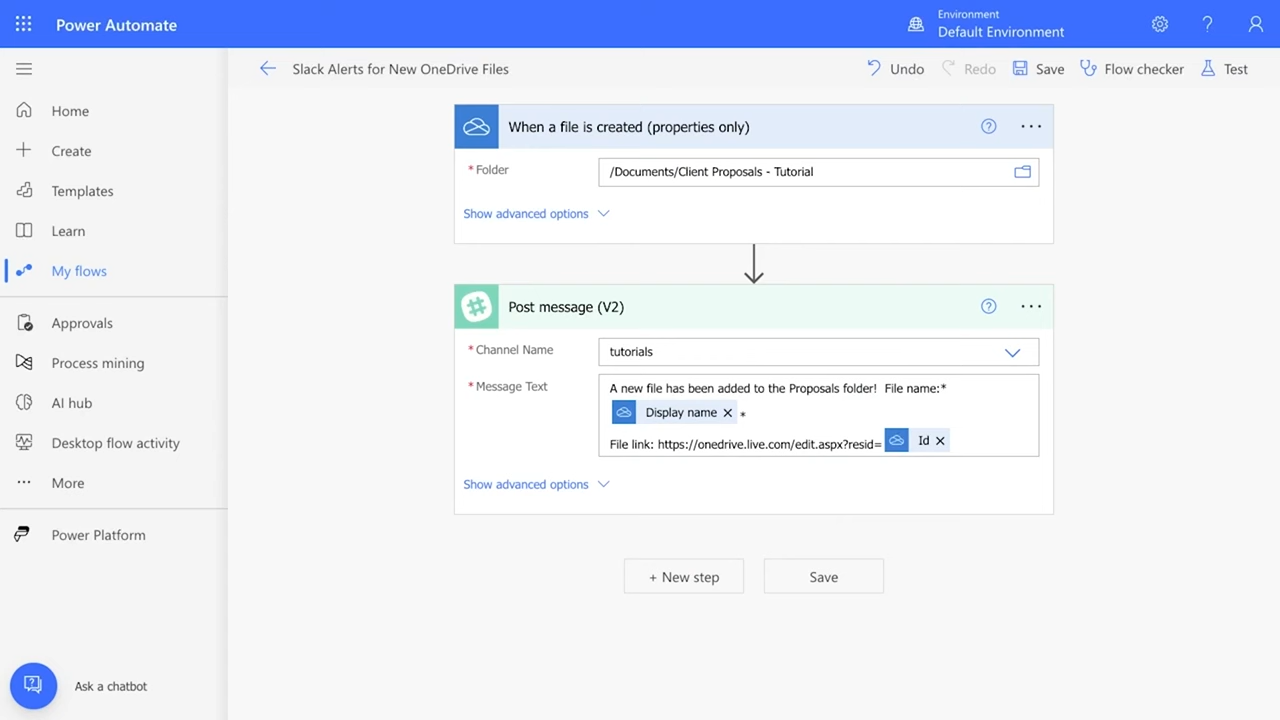 Power Automate
Environment
Default Environment
Slack Alerts for New OneDrive Files
Undo
Redo
Save
Flow checker
Test
Home
Create
Templates
Learn
My flows
Approvals
Process mining
AI hub
Desktop flow activity
More
Power Platform
Ask a chatbot
When a file is created (properties only)
* Folder
/Documents/Client Proposals - Tutorial
Show advanced options
Post message (V2)
* Channel Name
tutorials
* Message Text
A new file has been added to the Proposals folder!  File name:*
Display name × *
File link: https://onedrive.live.com/edit.aspx?resid= Id ×
Show advanced options
+ New step
Save